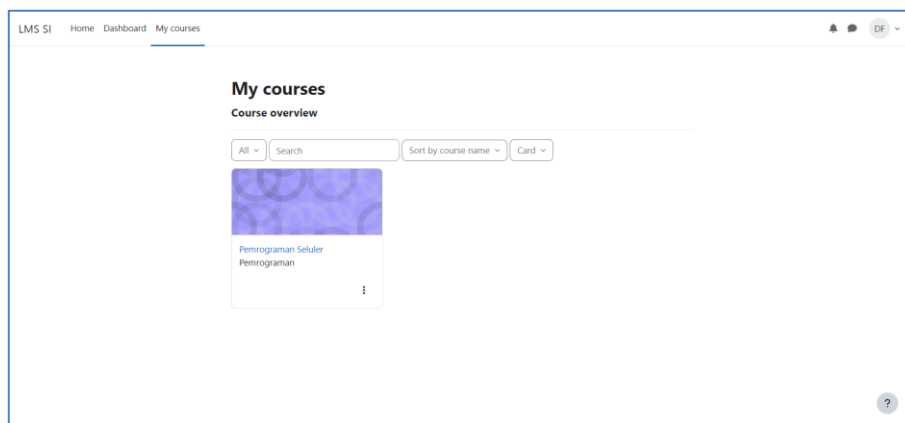 LMS SI Home Dashboard My courses DF
My courses
Course overview
All Search Sort by course name Card
Pemrograman Seluler
Pemrograman
?